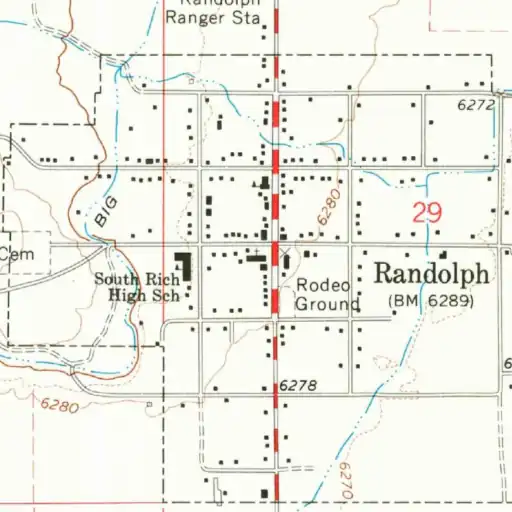 Randolph
Ranger Sta
6272
BIG
6280
29
Cem
South Rich
High Sch
Rodeo
Ground
Randolph
(BM 6289)
6278
6280
6270